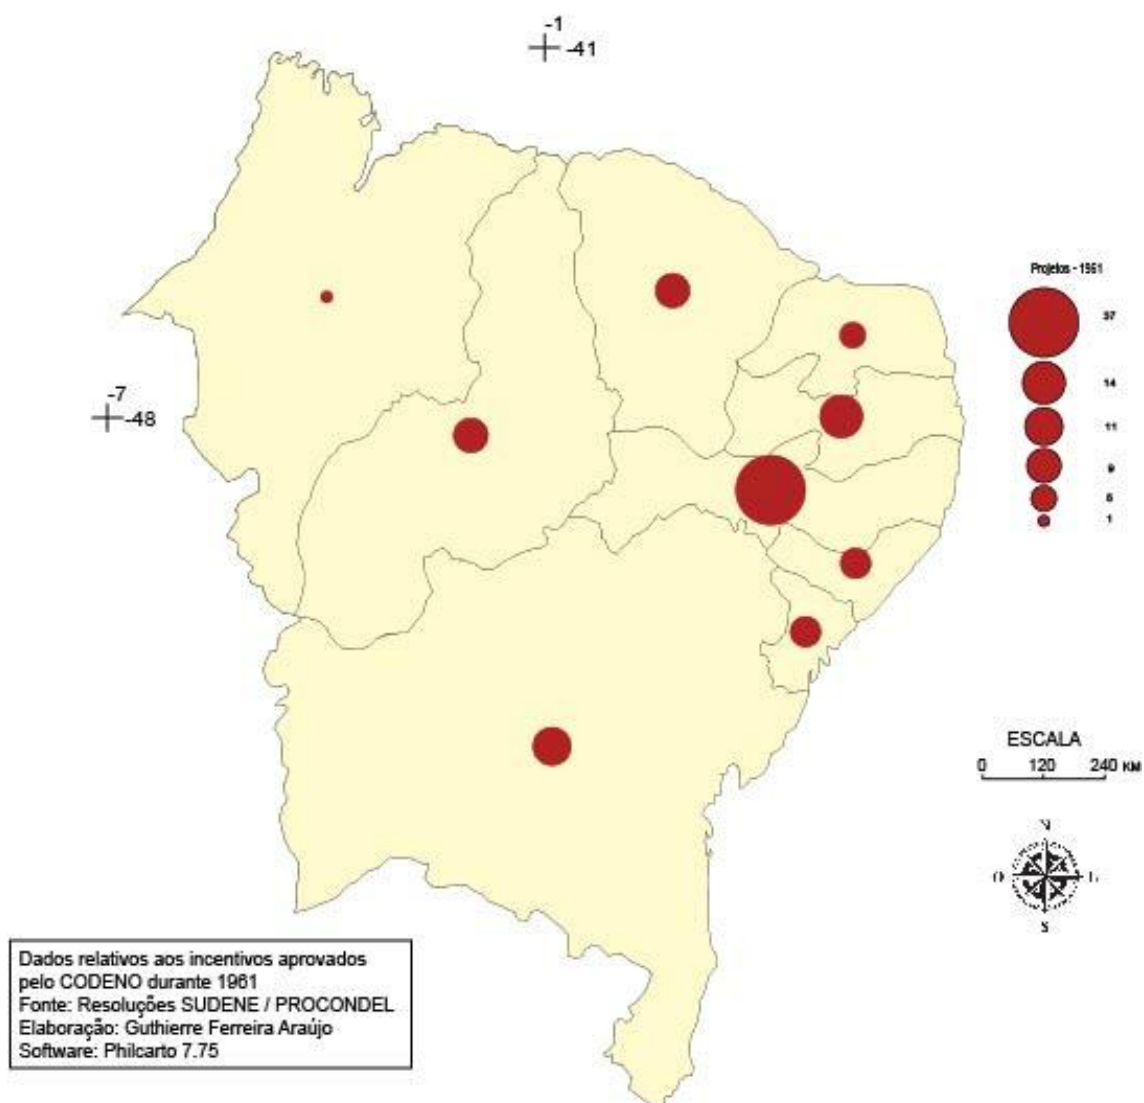 -1
-41
-7
-48
Projetos - 1961
37
14
11
9
5
1
ESCALA
0 120 240 KM
N
O L
S
Dados relativos aos incentivos aprovados
pelo CODENO durante 1961
Fonte: Resoluções SUDENE / PROCONDEL
Elaboração: Guthierre Ferreira Araújo
Software: Philcarto 7.75